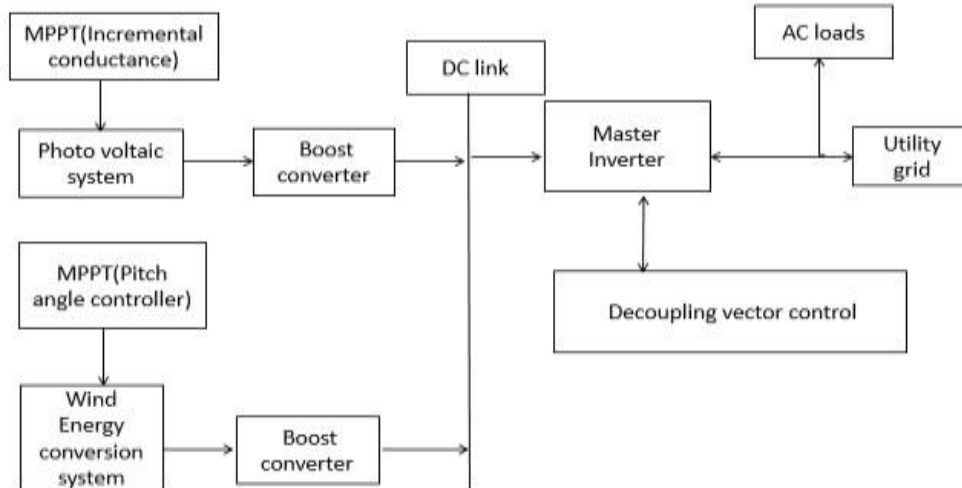 MPPT(Incremental
conductance)
AC loads
DC link
Photo voltaic
system
Boost
converter
Master
Inverter
Utility
grid
MPPT(Pitch
angle controller)
Decoupling vector control
Wind
Energy
conversion
system
Boost
converter